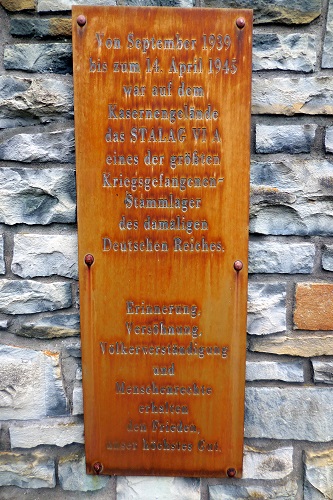 Von September 1939
bis zum 14. April 1945
war auf dem
Kasernengelände
das STALAG VI A
eines der größten
Kriegsgefangenen-
Stammlager
des damaligen
Deutschen Reiches.
Erinnerung,
Versöhnung,
Völkerverständigung
und
Menschenrechte
erhalten
den Frieden,
unser höchstes Gut.